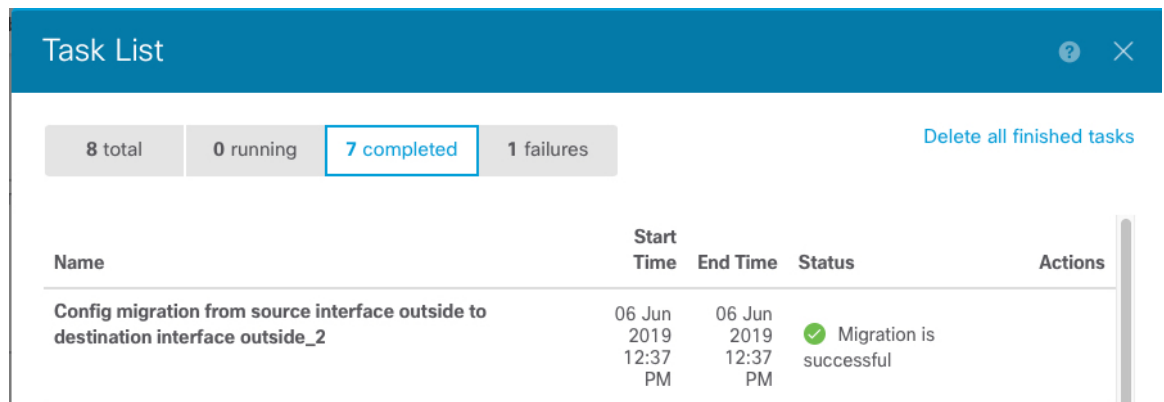 Task List
8 total 0 running 7 completed 1 failures
Delete all finished tasks
Start
Name Time End Time Status Actions
Config migration from source interface outside to
destination interface outside_2
06 Jun
2019
12:37
PM
06 Jun
2019
12:37
PM
Migration is
successful